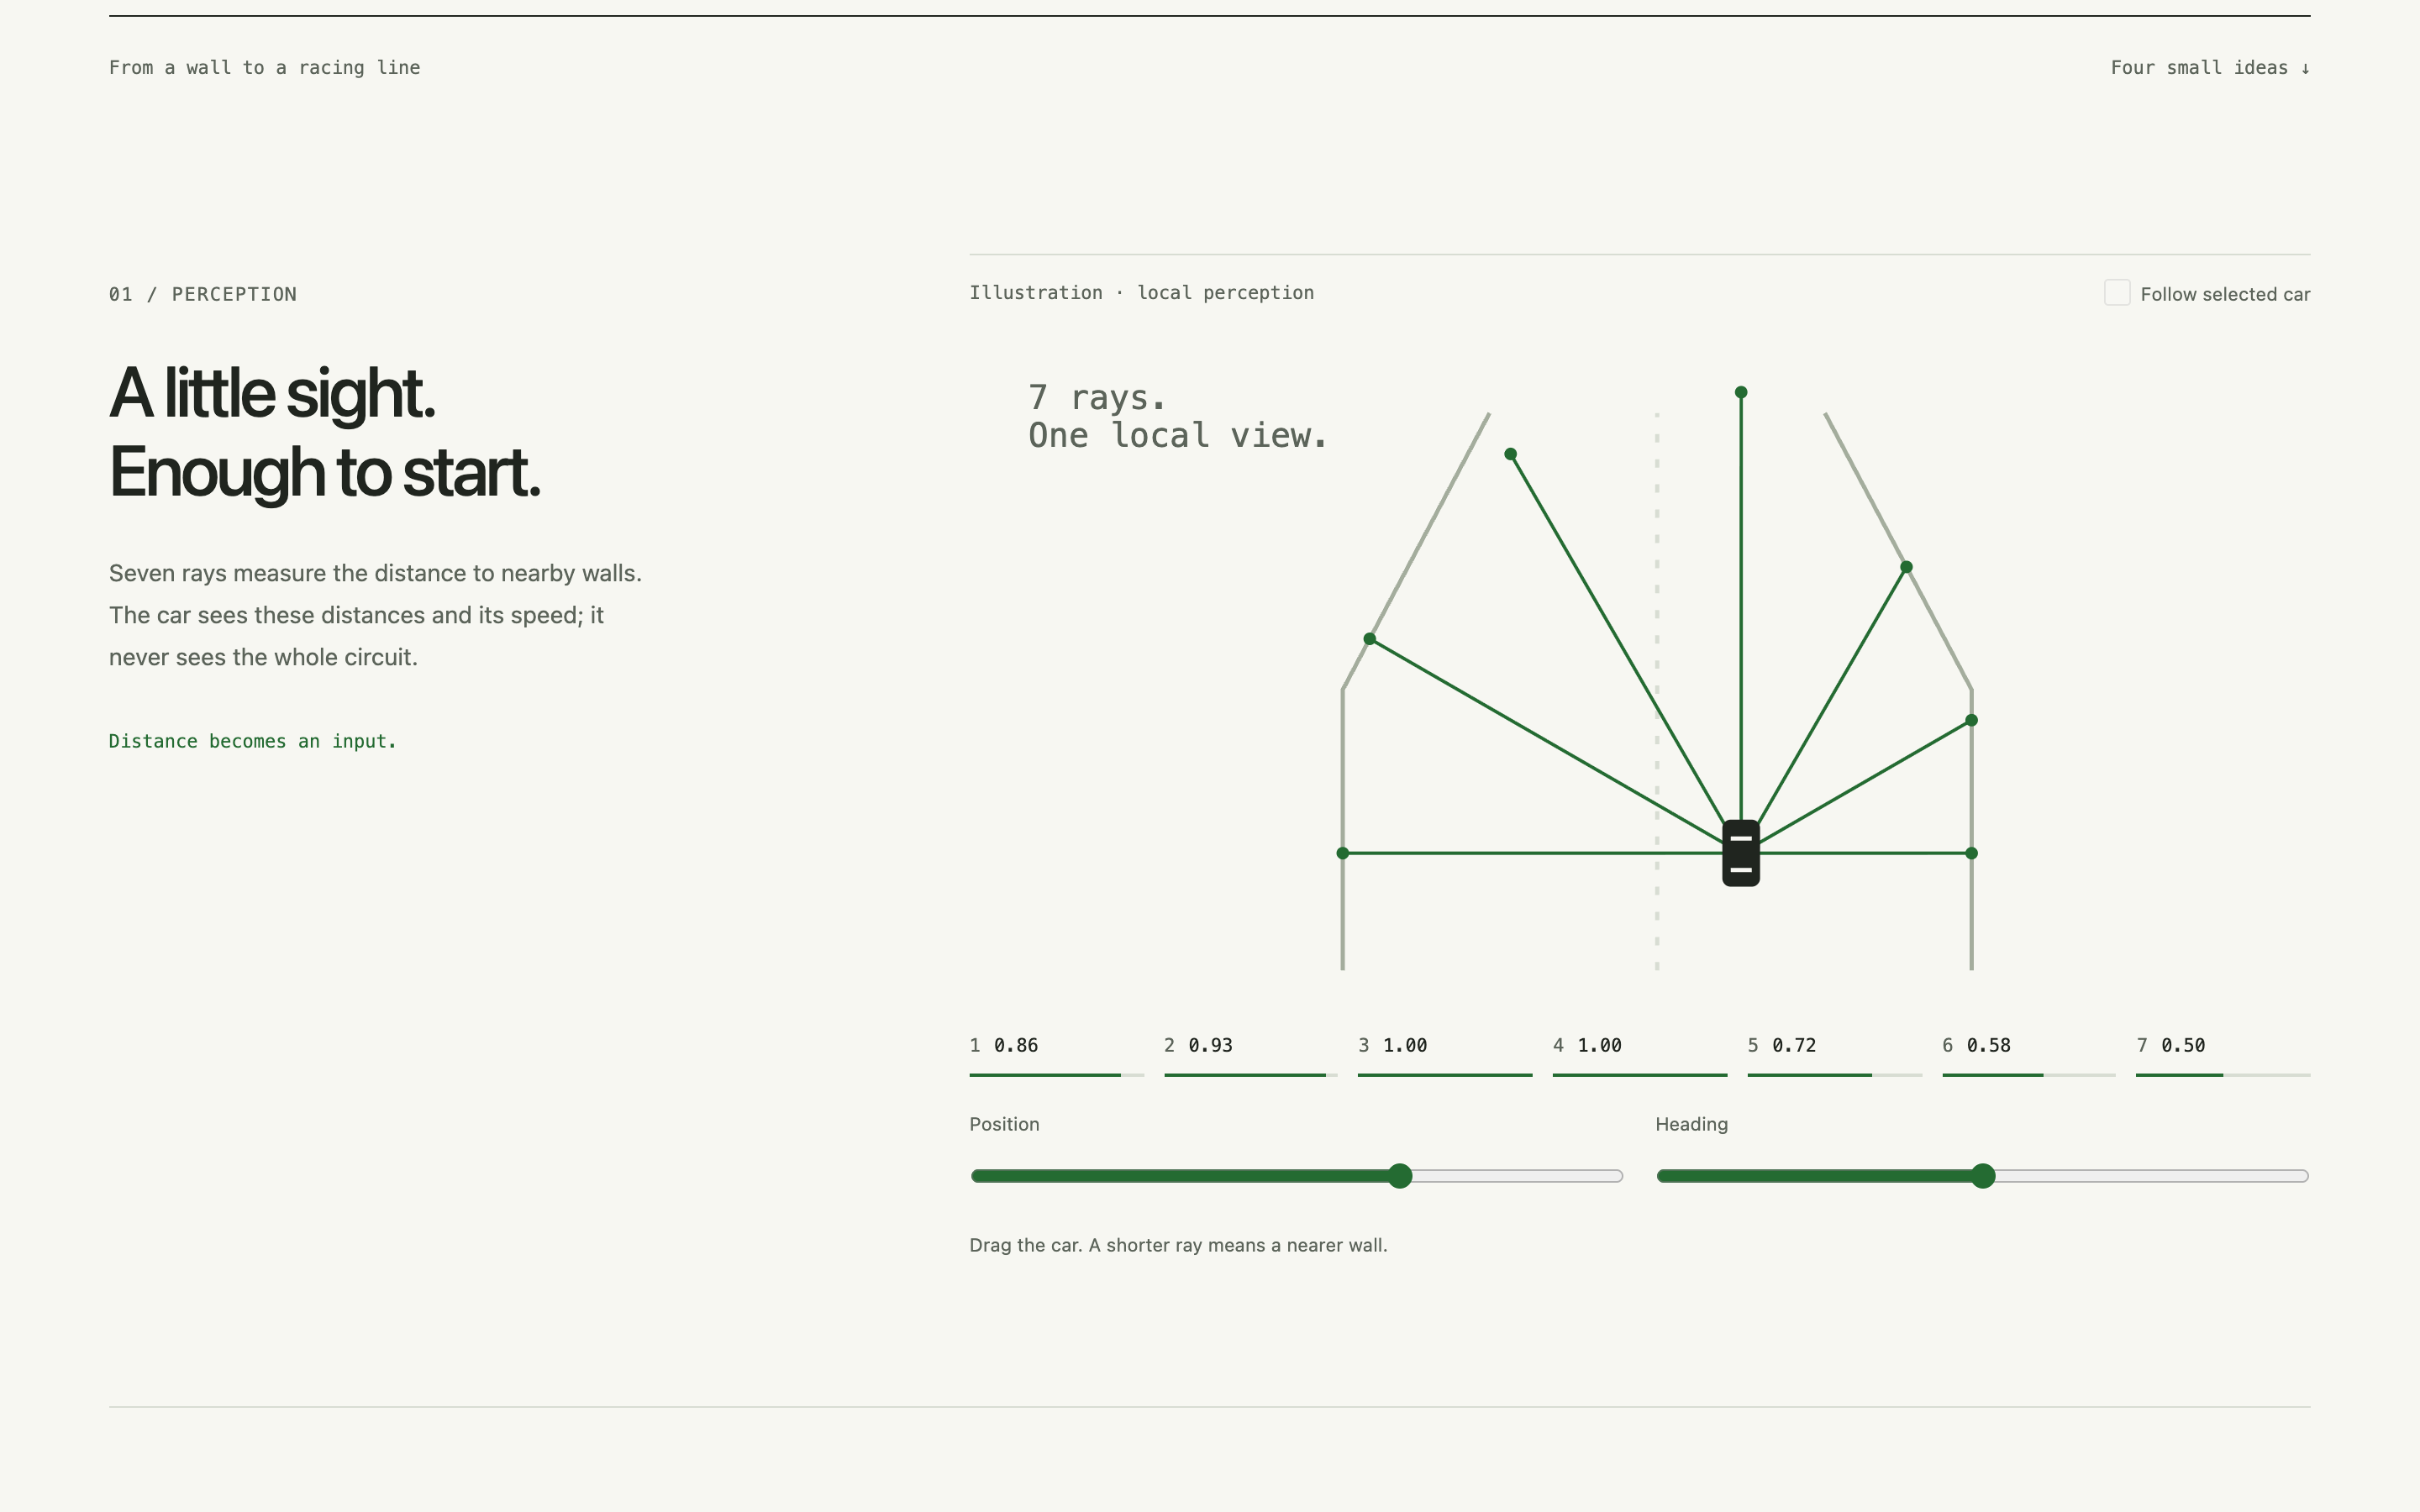 From a wall to a racing line
Four small ideas ↓
01 / PERCEPTION
A little sight.
Enough to start.
Seven rays measure the distance to nearby walls.
The car sees these distances and its speed; it
never sees the whole circuit.
Distance becomes an input.
Illustration · local perception
Follow selected car
7 rays.
One local view.
1 0.86
2 0.93
3 1.00
4 1.00
5 0.72
6 0.58
7 0.50
Position
Heading
Drag the car. A shorter ray means a nearer wall.